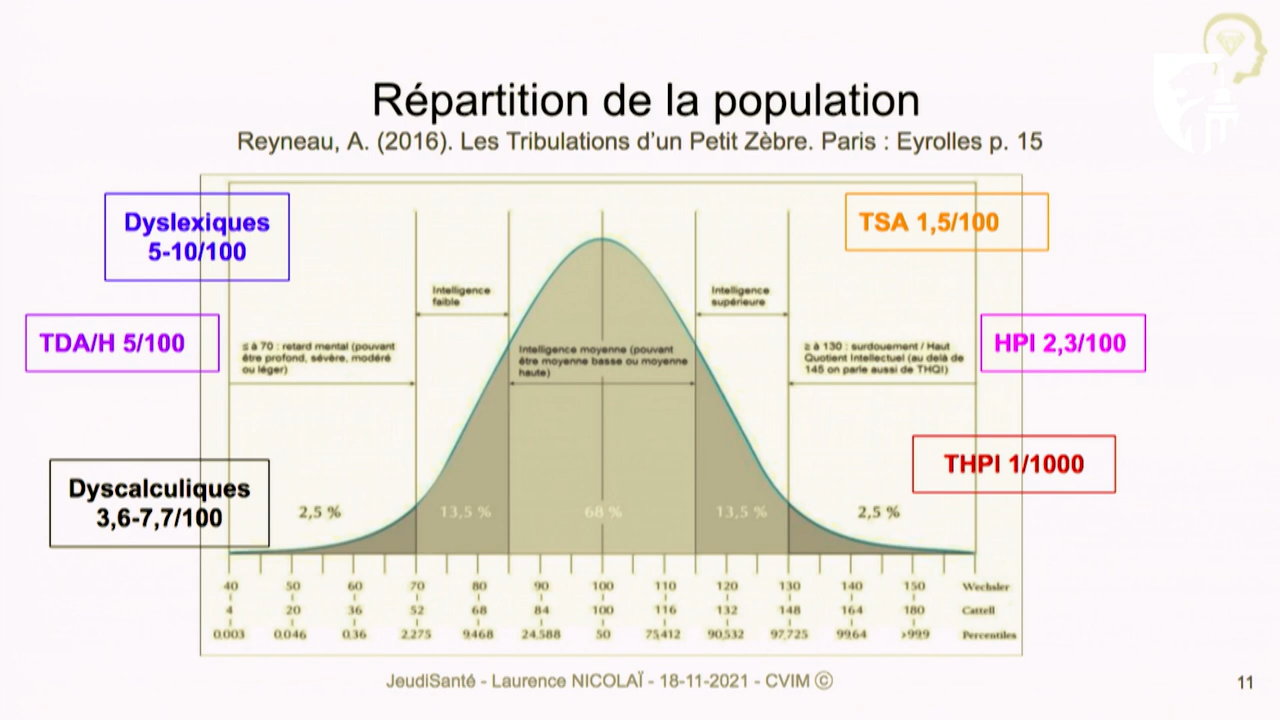 Répartition de la population
Reyneau, A. (2016). Les Tribulations d'un Petit Zèbre. Paris : Eyrolles p. 15
Dyslexiques
5-10/100
TSA 1,5/100
Intelligence
faible
Intelligence
supérieure
TDA/H 5/100
≤ à 70 : retard mental (pouvant
être profond, sévère, modéré
ou léger)
Intelligence moyenne (pouvant
être moyenne basse ou moyenne
haute)
≥ à 130 : surdouement / Haut
Quotient Intellectuel (au delà de
145 on parle aussi de THQI)
HPI 2,3/100
THPI 1/1000
Dyscalculiques
3,6-7,7/100
2,5 % 13,5 % 68 % 13,5 % 2,5 %
40 50 60 70 80 90 100 110 120 130 140 150 Wechsler
4 20 36 52 68 84 100 116 132 148 164 180 Cattell
0.003 0.046 0.36 2.275 9.468 24.588 50 75.412 90.532 97.725 99.64 >99.9 Percentiles
JeudiSanté - Laurence NICOLAÏ - 18-11-2021 - CVIM ©
11